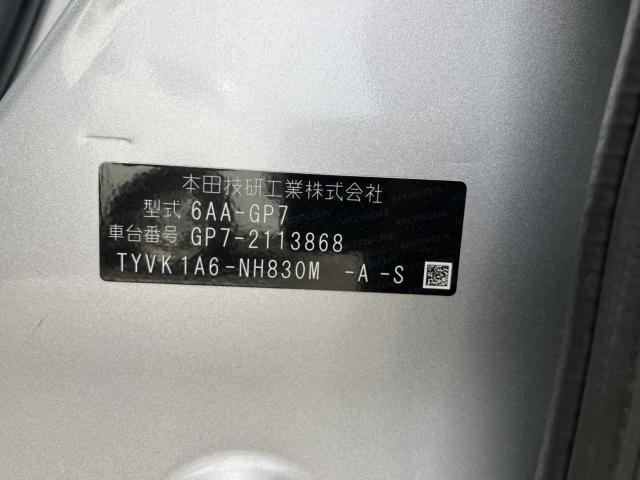 本田技研工業株式会社
型式 6AA-GP7
車台番号 GP7-2113868
TYVK1A6-NH830M -A -S